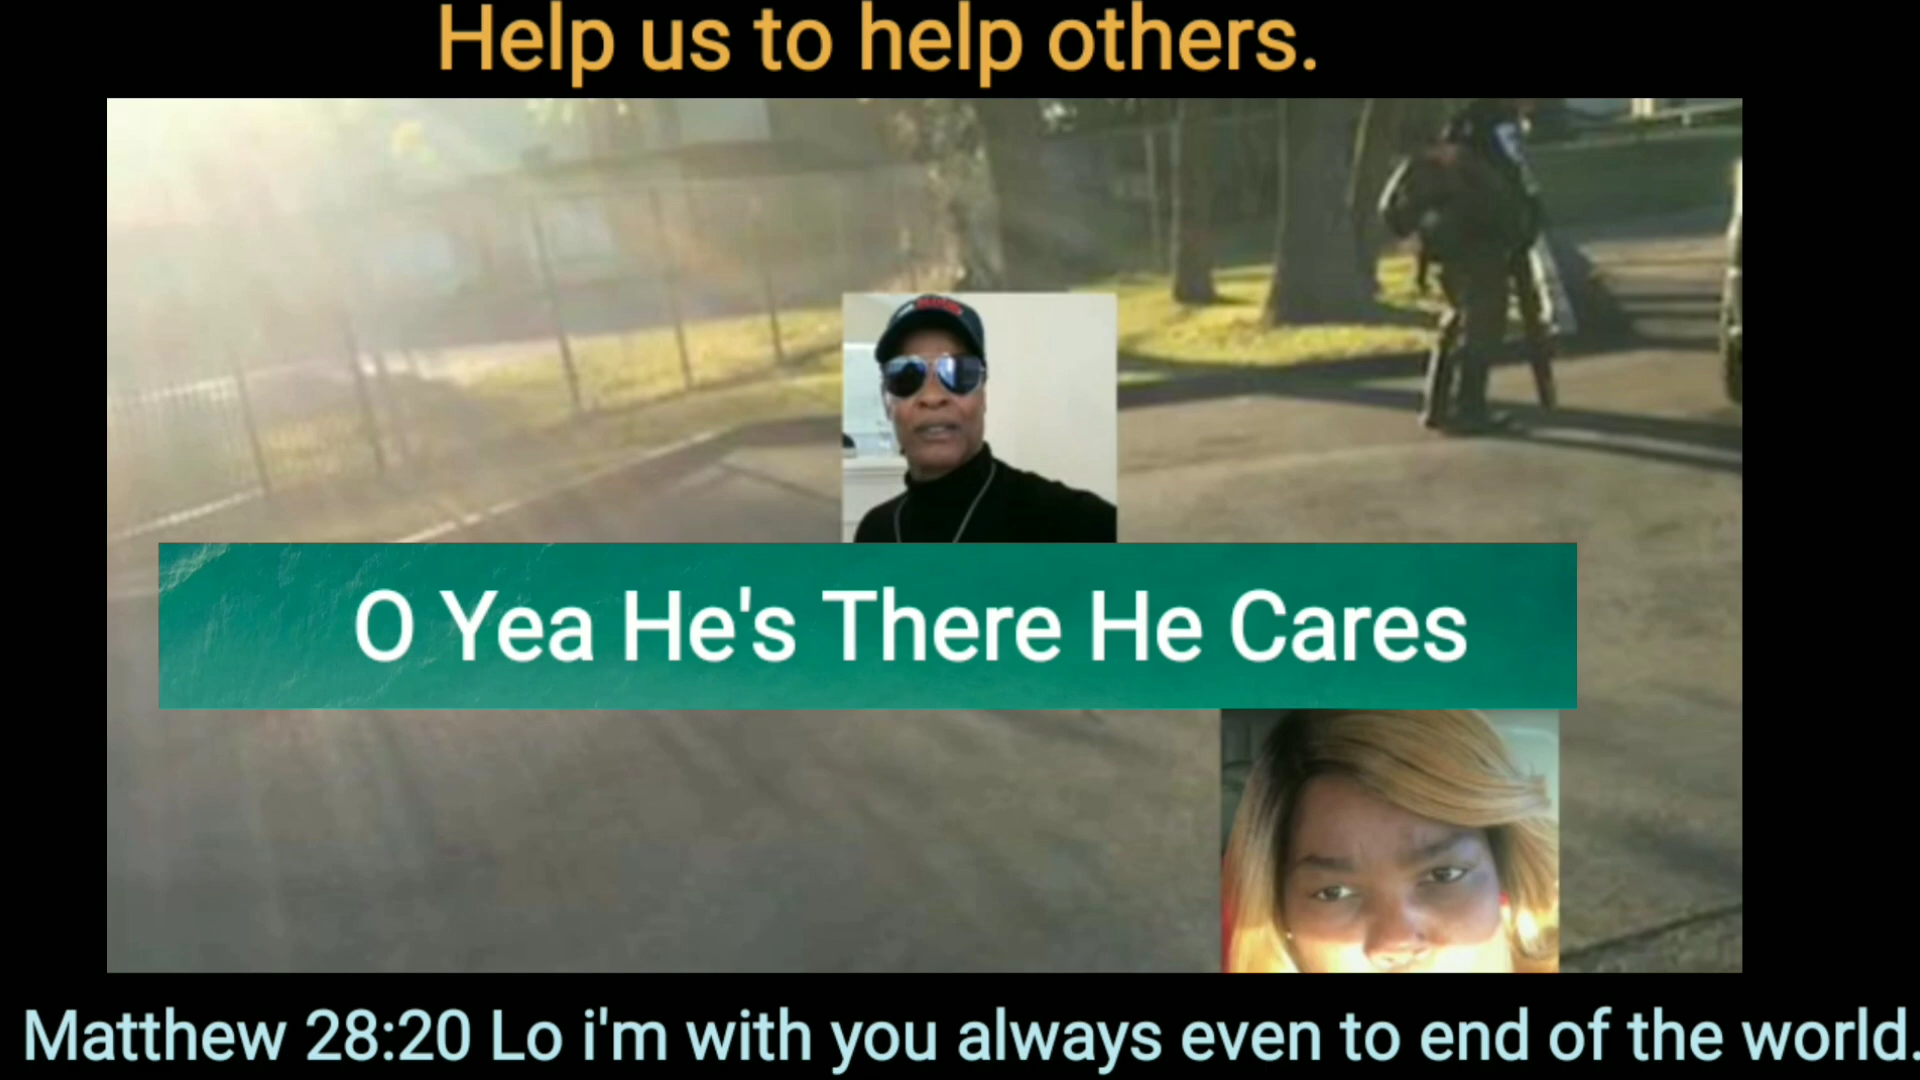 Help us to help others.
O Yea He's There He Cares
Matthew 28:20 Lo i'm with you always even to end of the world.